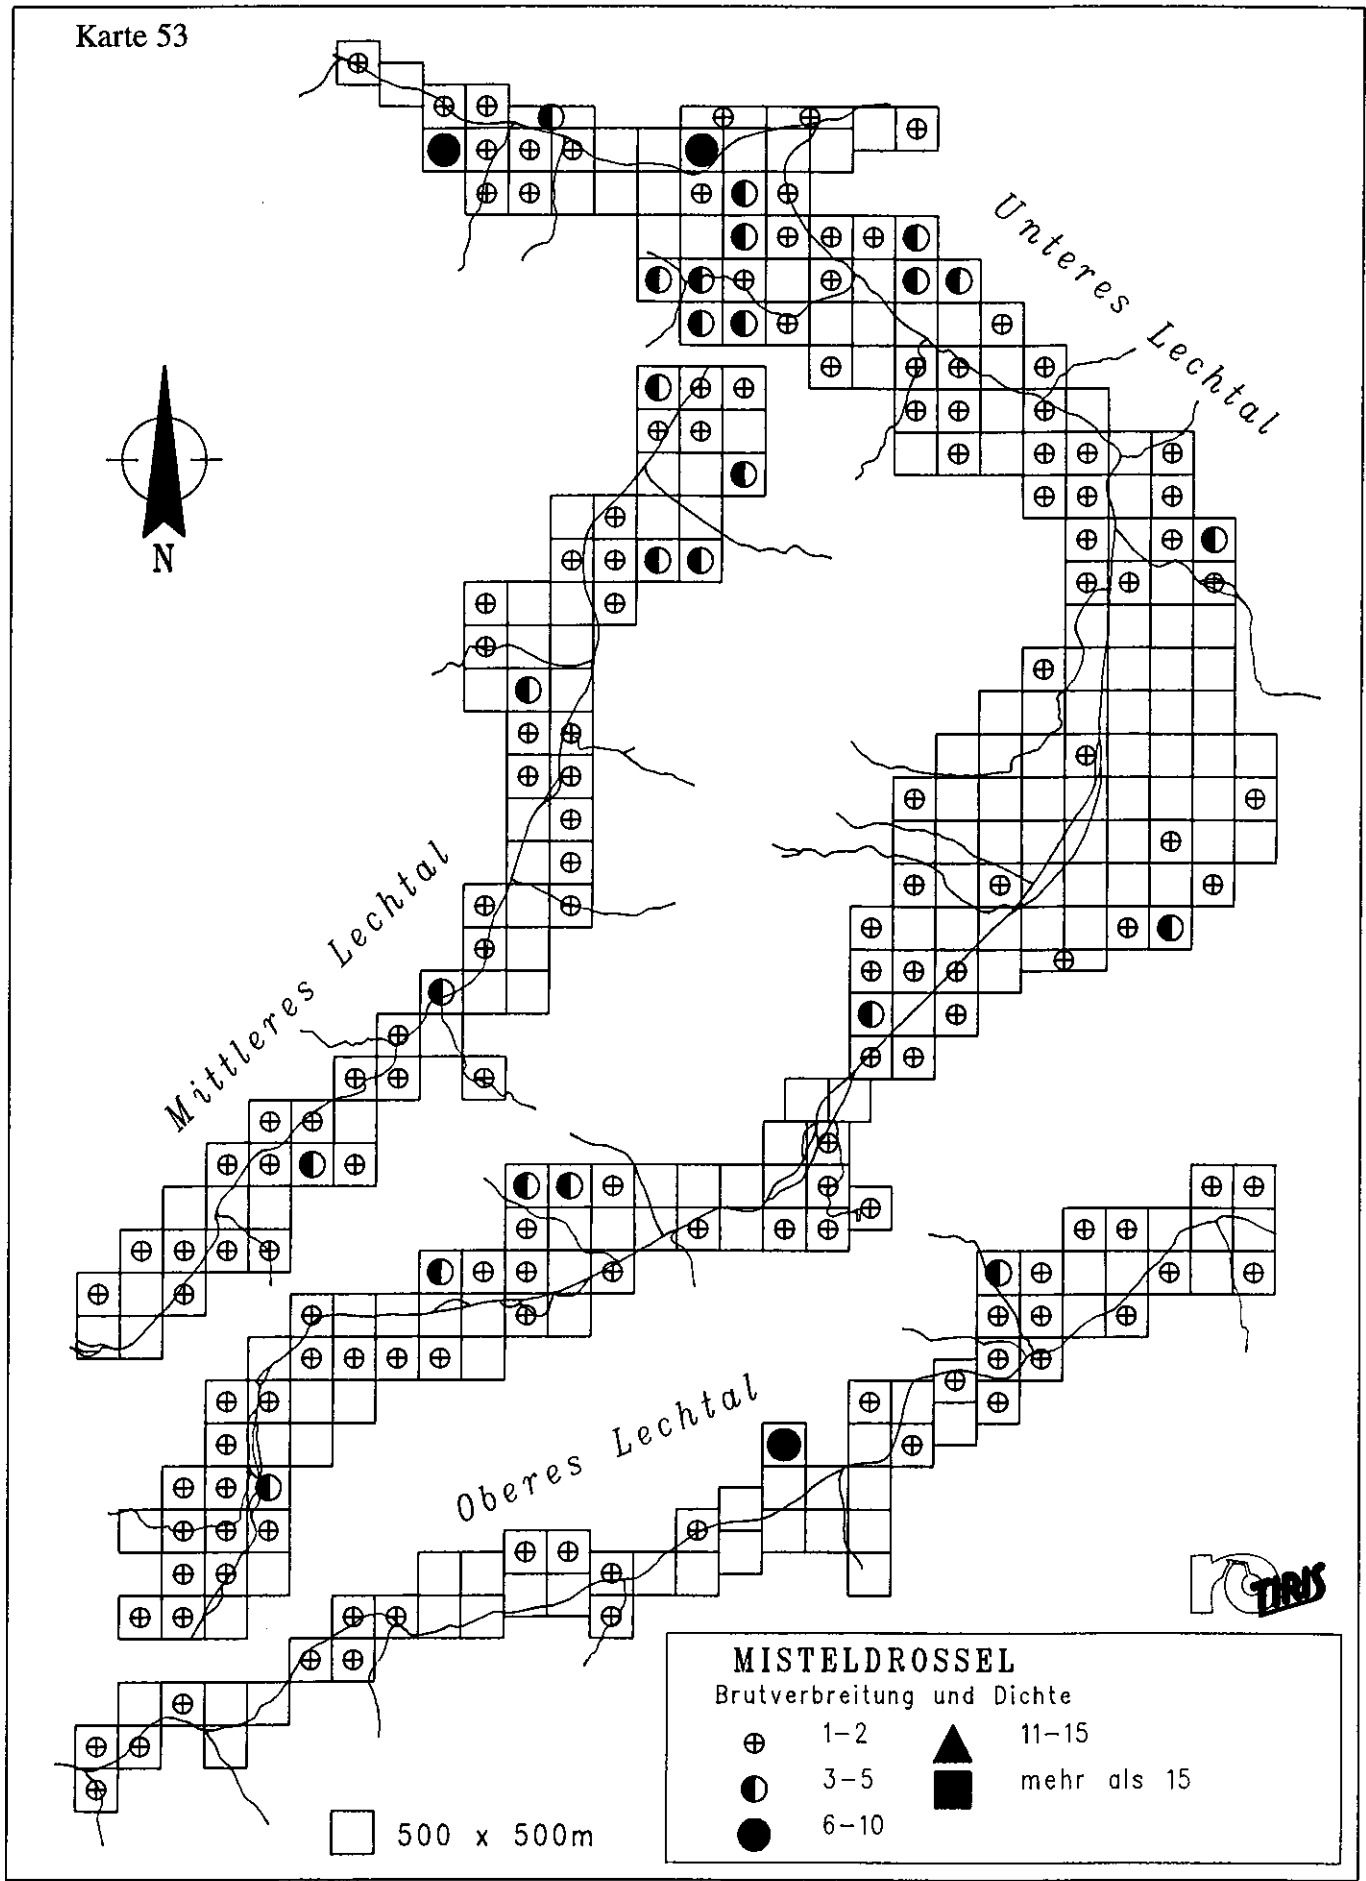 Karte 53
Unteres Lechtal
N
Mittleres Lechtal
Oberes Lechtal
TIRIS
MISTELDROSSEL
Brutverbreitung und Dichte
1-2
11-15
3-5
mehr als 15
6-10
500 x 500m